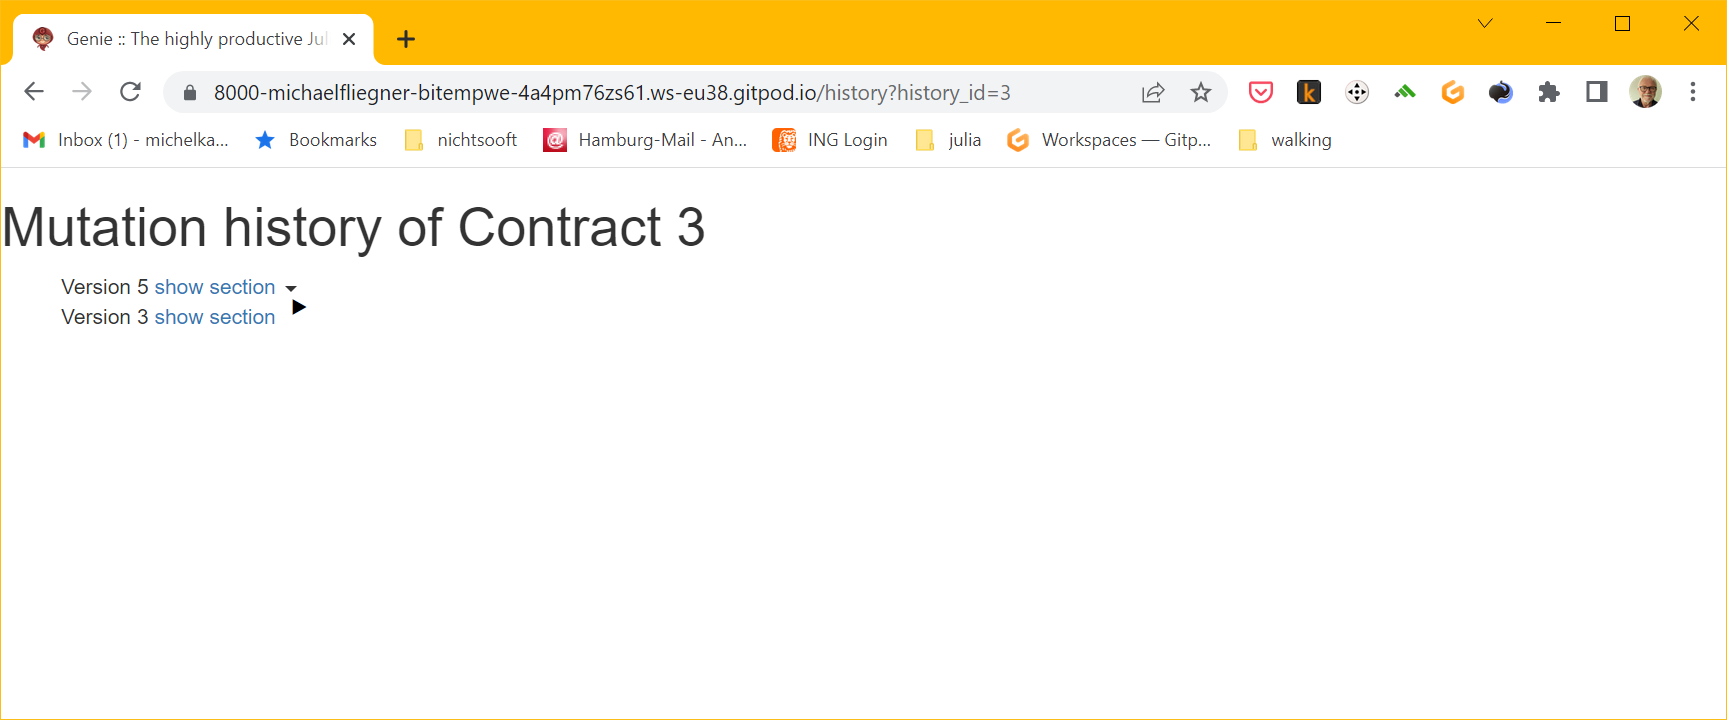 Genie :: The highly productive Jul
8000-michaelfliegner-bitempwe-4a4pm76zs61.ws-eu38.gitpod.io/history?history_id=3
Inbox (1) - michelka... Bookmarks nichtsooft Hamburg-Mail - An... ING Login julia Workspaces — Gitp... walking
Mutation history of Contract 3
Version 5 show section
Version 3 show section